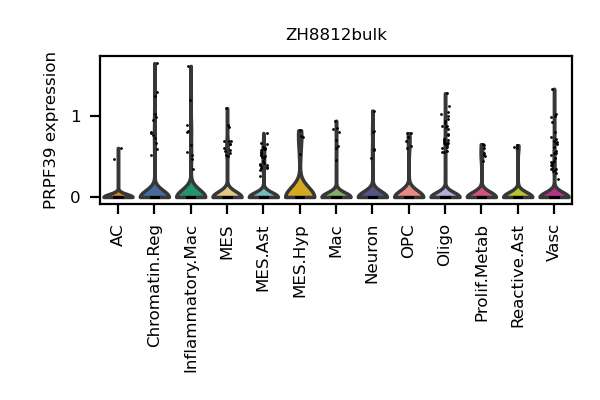 ZH8812bulk
PRPF39 expression
1
0
AC
Chromatin.Reg
Inflammatory.Mac
MES
MES.Ast
MES.Hyp
Mac
Neuron
OPC
Oligo
Prolif.Metab
Reactive.Ast
Vasc